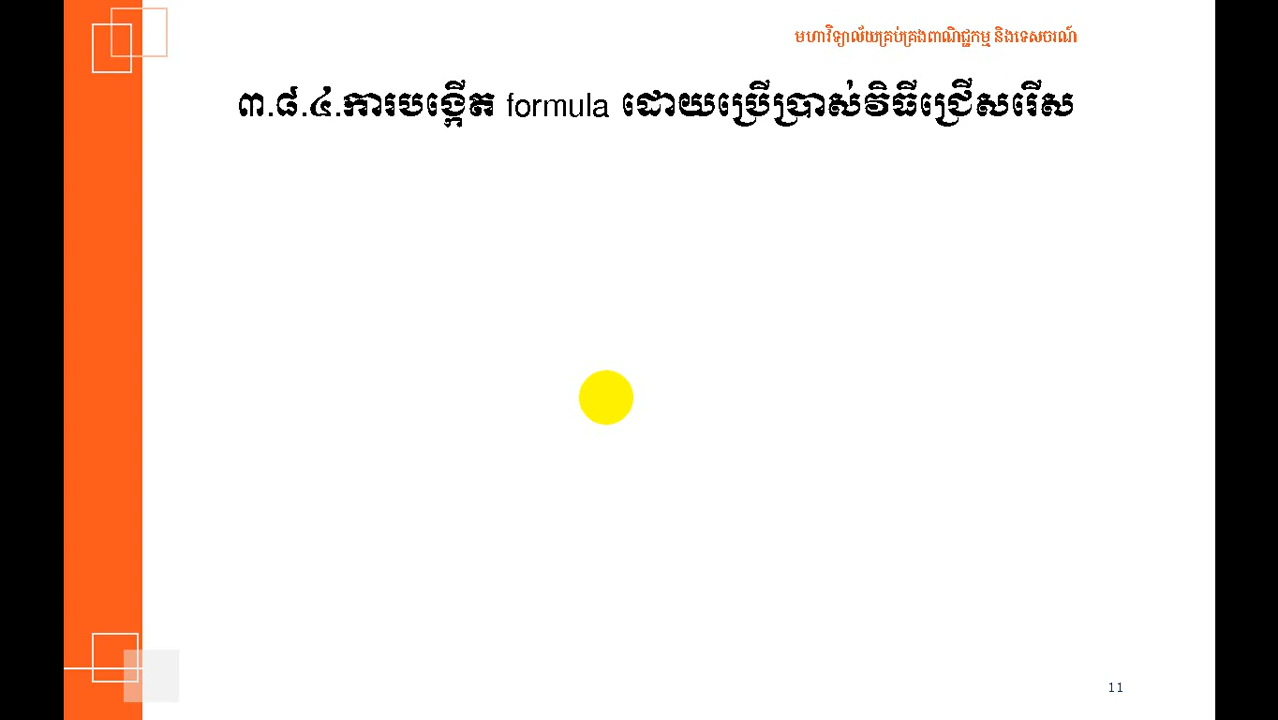 មហាវិទ្យាល័យគ្រប់គ្រងពាណិជ្ជកម្ម និងទេសចរណ៍
៣.៨.៤.ការបង្កើត formula ដោយប្រើប្រាស់វិធីជ្រើសរើស
11